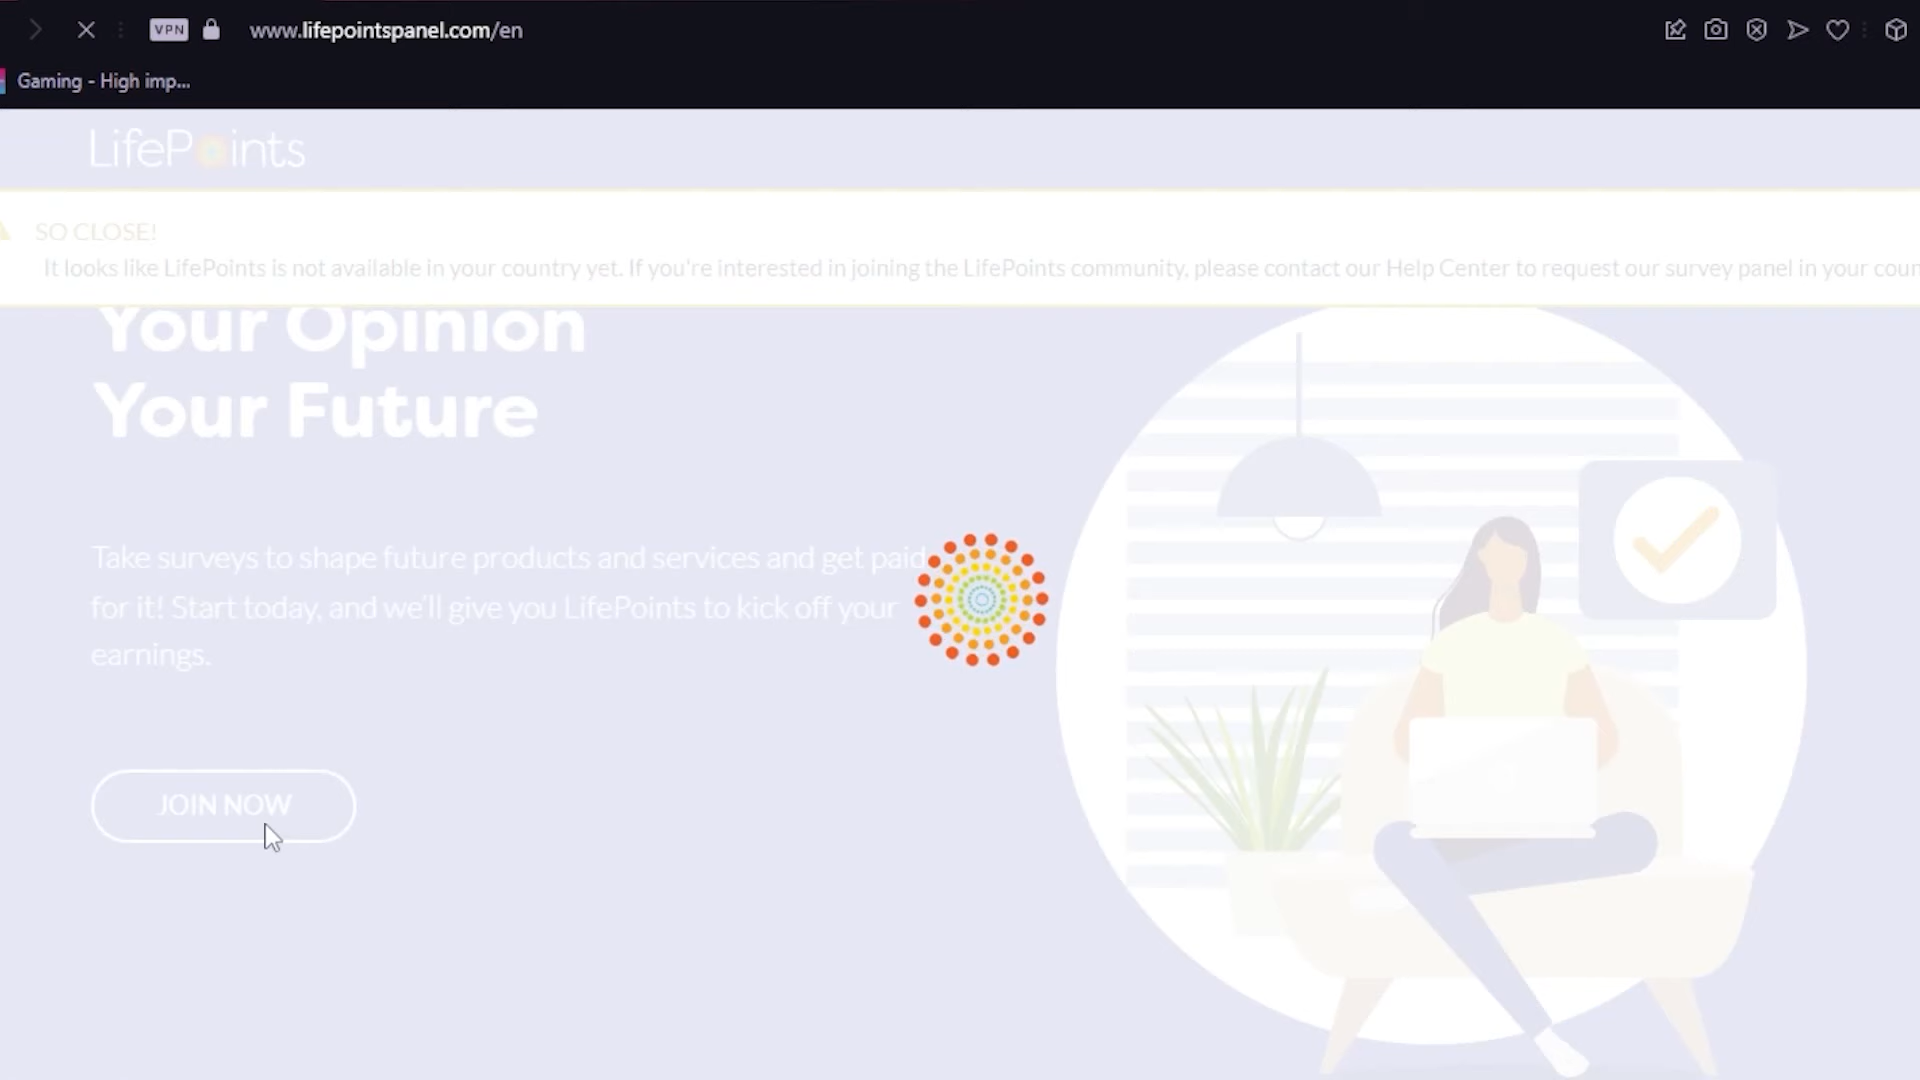 VPN
www.lifepointspanel.com/en
Gaming - High imp...
LifePoints
SO CLOSE!
It looks like LifePoints is not available in your country yet. If you're interested in joining the LifePoints community, please contact our Help Center to request our survey panel in your coun
Your Opinion
Your Future
Take surveys to shape future products and services and get paid
for it! Start today, and we'll give you LifePoints to kick off your
earnings.
JOIN NOW